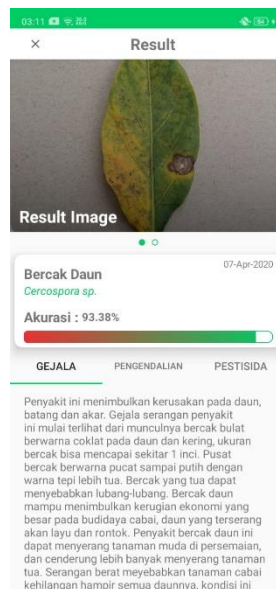 03:11
Result
Result Image
07-Apr-2020
Bercak Daun
Cercospora sp.
Akurasi : 93.38%
GEJALA PENGENDALIAN PESTISIDA
Penyakit ini menimbulkan kerusakan pada daun,
batang dan akar. Gejala serangan penyakit
ini mulai terlihat dari munculnya bercak bulat
berwarna coklat pada daun dan kering, ukuran
bercak bisa mencapai sekitar 1 inci. Pusat
bercak berwarna pucat sampai putih dengan
warna tepi lebih tua. Bercak yang tua dapat
menyebabkan lubang-lubang. Bercak daun
mampu menimbulkan kerugian ekonomi yang
besar pada budidaya cabai, daun yang terserang
akan layu dan rontok. Penyakit bercak daun ini
dapat menyerang tanaman muda di persemaian,
dan cenderung lebih banyak menyerang tanaman
tua. Serangan berat meyebabkan tanaman cabai
kehilangan hampir semua daunnya, kondisi ini